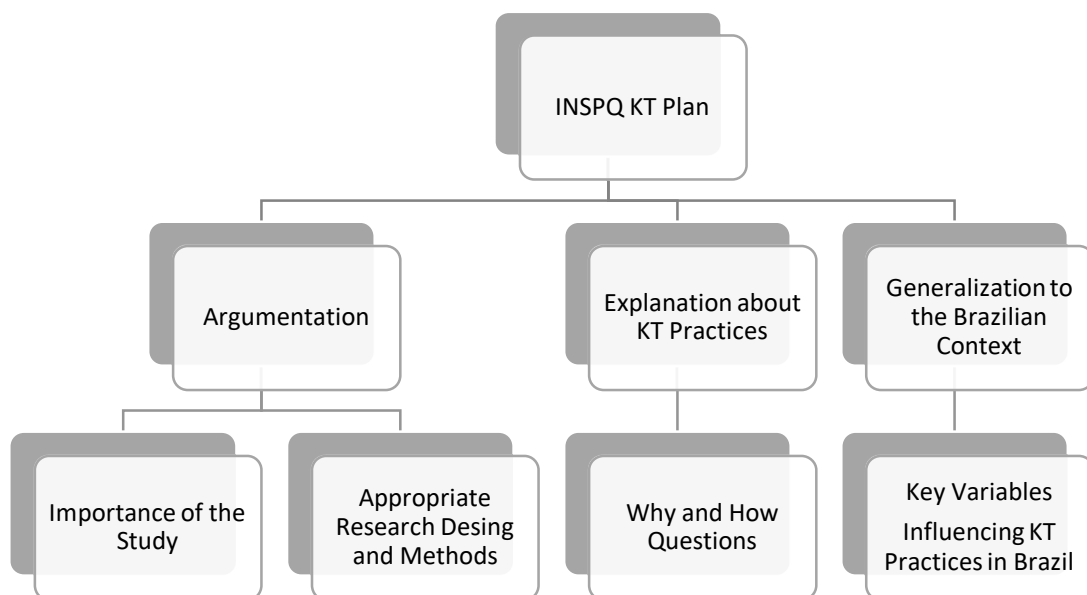 INSPQ KT Plan
Argumentation
Explanation about
KT Practices
Generalization to
the Brazilian
Context
Importance of the
Study
Appropriate
Research Desing
and Methods
Why and How
Questions
Key Variables
Influencing KT
Practices in Brazil